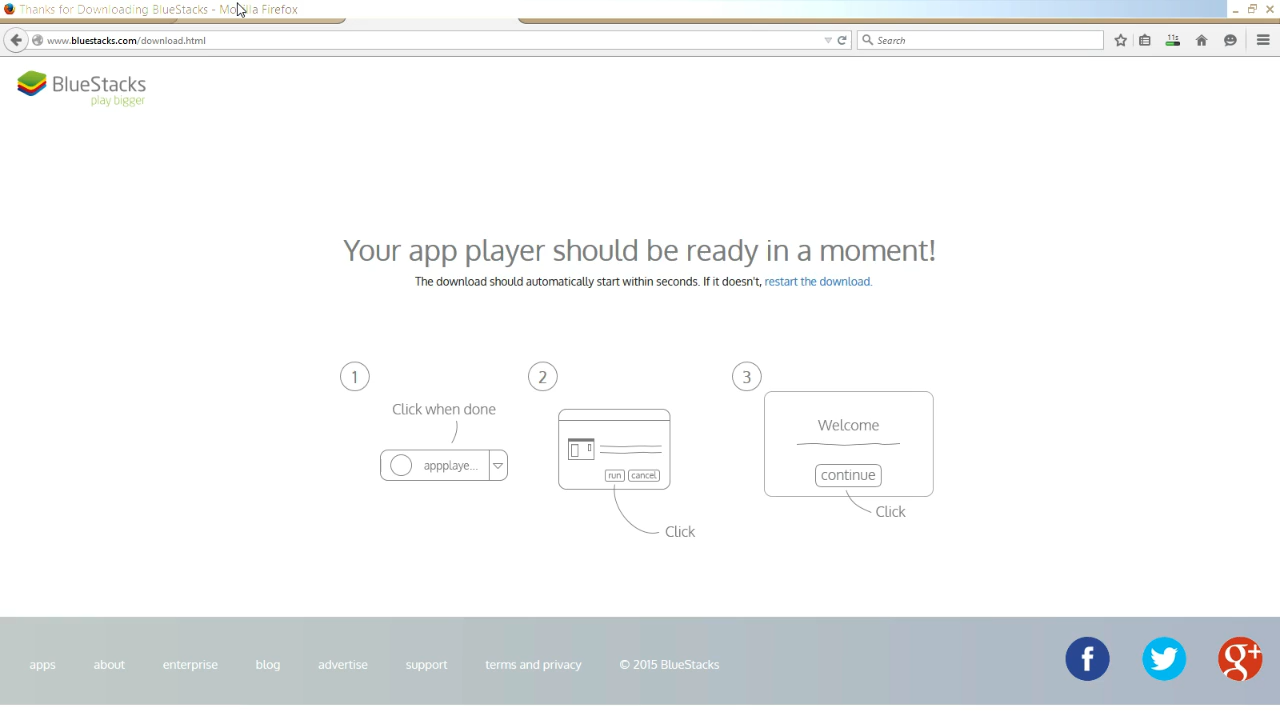 Thanks for Downloading BlueStacks - Mozilla Firefox
www.bluestacks.com/download.html
Search
11s
BlueStacks
play bigger
Your app player should be ready in a moment!
The download should automatically start within seconds. If it doesn't, restart the download.
1
2
3
Click when done
appplaye...
run cancel
Click
Welcome
continue
Click
apps about enterprise blog advertise support terms and privacy © 2015 BlueStacks
f
g+